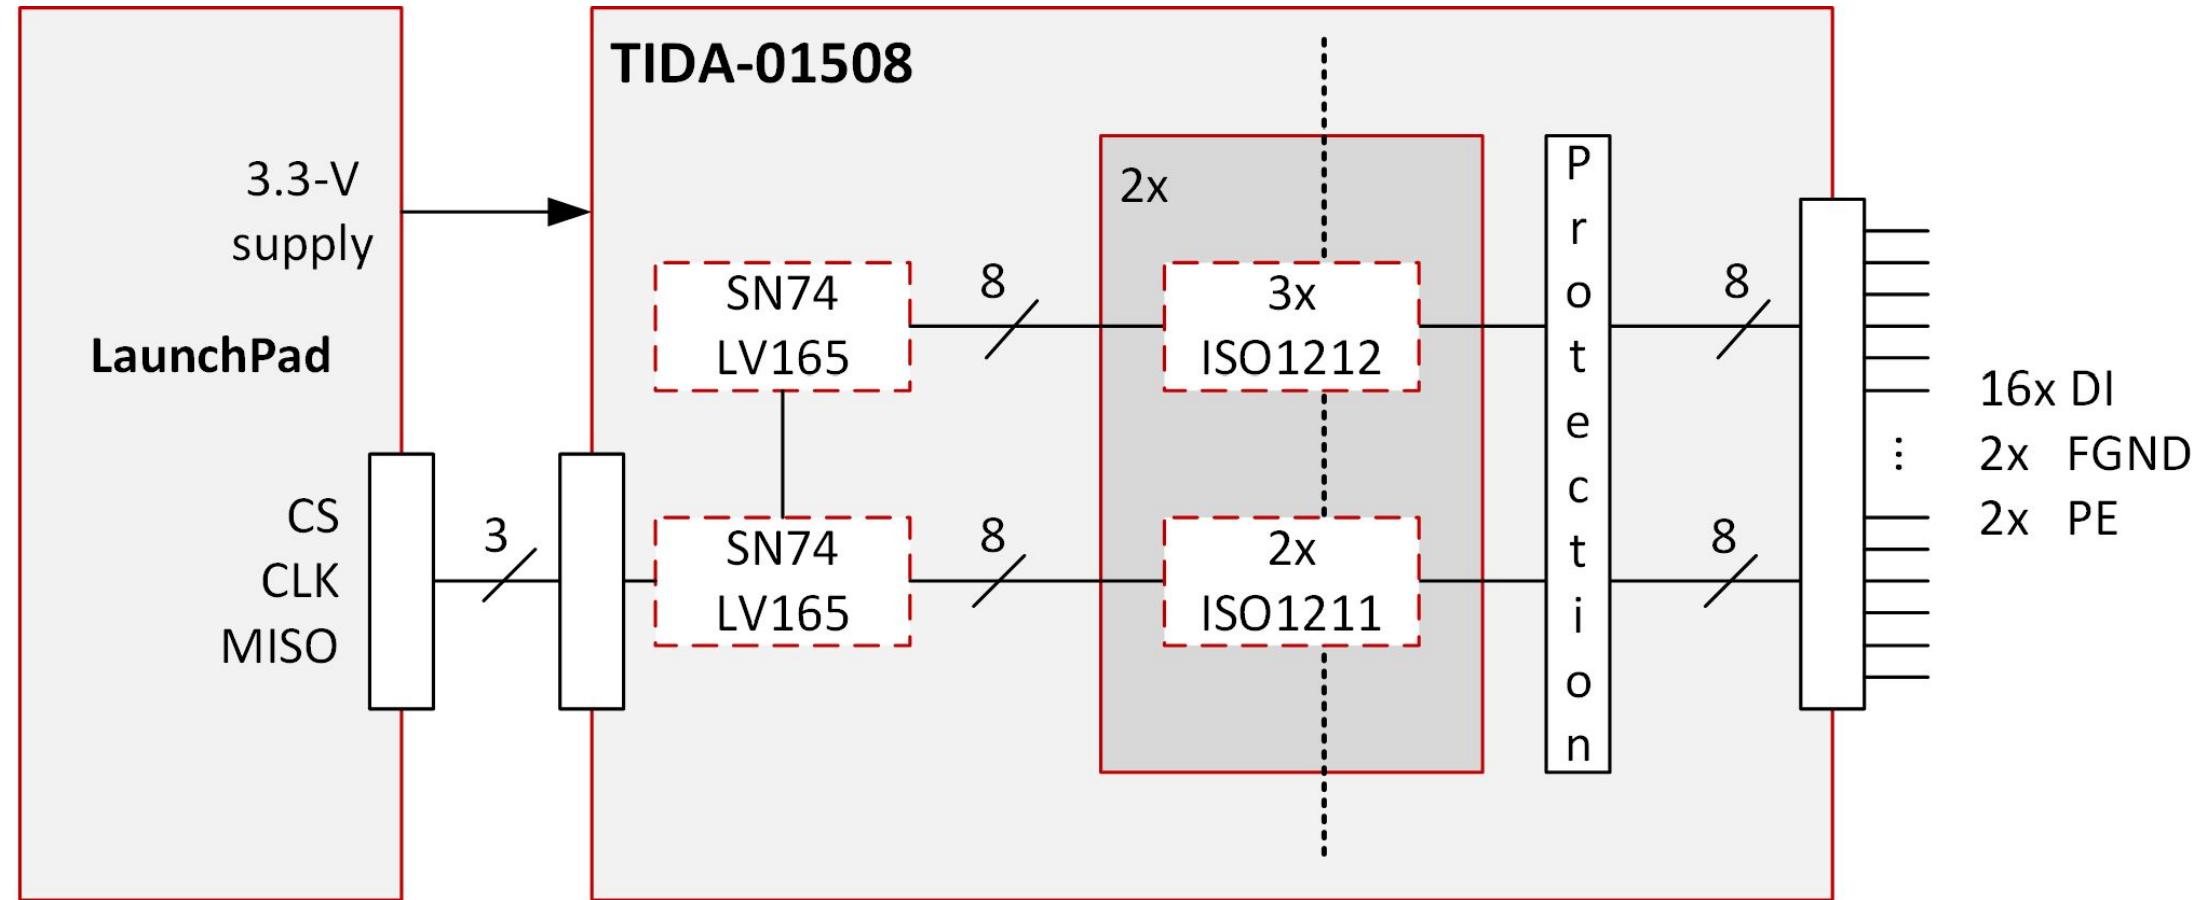 TIDA-01508
3.3-V
supply
LaunchPad
CS
CLK
MISO
3
SN74
LV165
8
SN74
LV165
8
2x
3x
ISO1212
2x
ISO1211
Protection
8
8
16x DI
2x FGND
2x PE